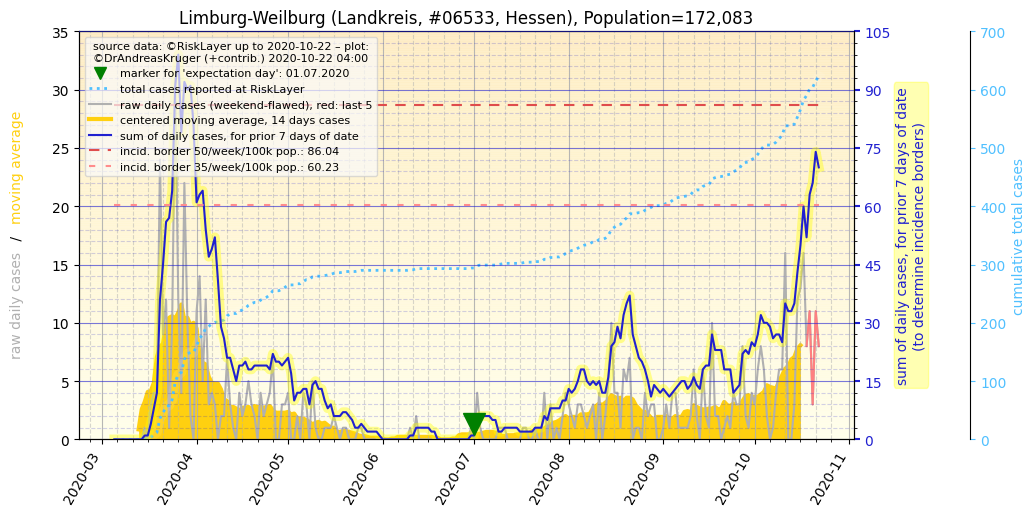 Limburg-Weilburg (Landkreis, #06533, Hessen), Population=172,083
source data: ©RiskLayer up to 2020-10-22 – plot:
©DrAndreasKruger (+contrib.) 2020-10-22 04:00
marker for 'expectation day': 01.07.2020
total cases reported at RiskLayer
raw daily cases (weekend-flawed), red: last 5
centered moving average, 14 days cases
sum of daily cases, for prior 7 days of date
incid. border 50/week/100k pop.: 86.04
incid. border 35/week/100k pop.: 60.23
raw daily cases / moving average
35
30
25
20
15
10
5
0
2020-03
2020-04
2020-05
2020-06
2020-07
2020-08
2020-09
2020-10
2020-11
105
90
75
60
45
30
15
0
sum of daily cases, for prior 7 days of date
(to determine incidence borders)
700
600
500
400
300
200
100
0
cumulative total cases